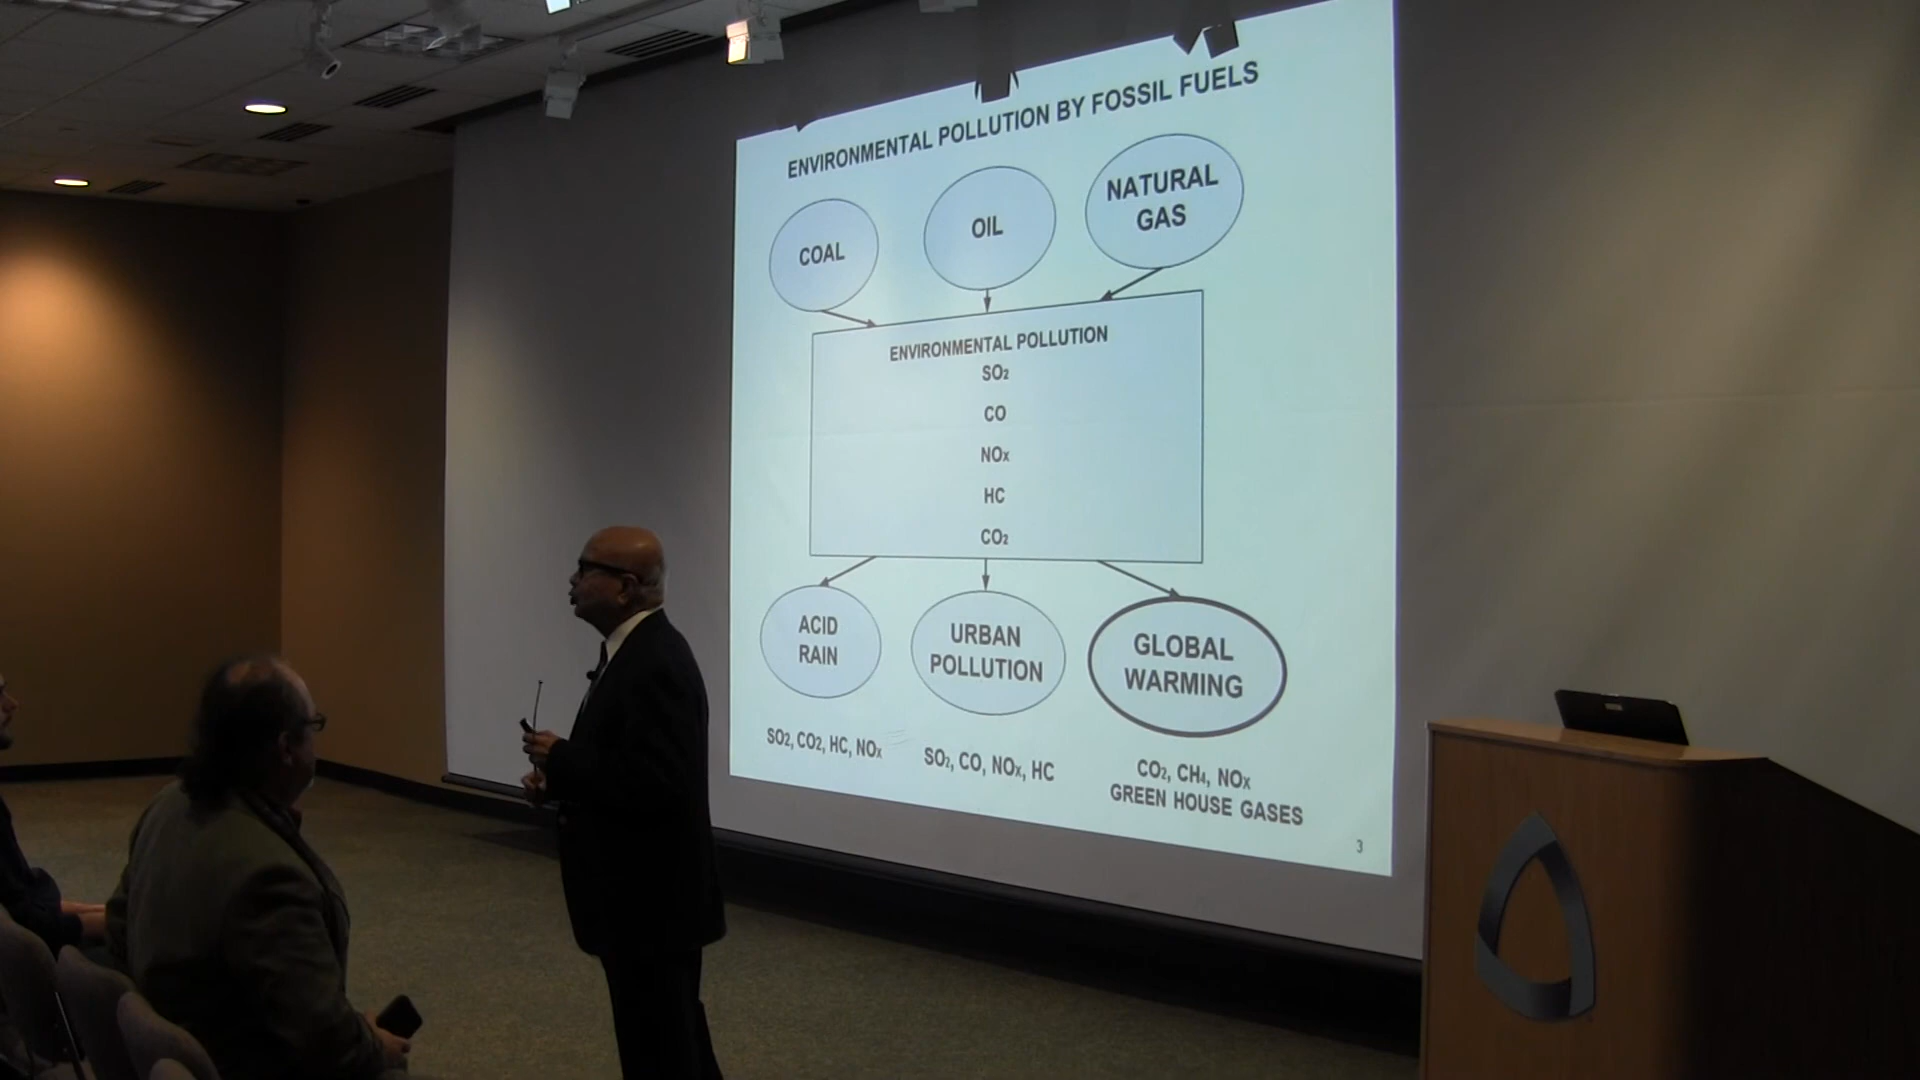 ENVIRONMENTAL POLLUTION BY FOSSIL FUELS
COAL
OIL
NATURAL
GAS
ENVIRONMENTAL POLLUTION
SO₂
CO
NOx
HC
CO₂
ACID
RAIN
URBAN
POLLUTION
GLOBAL
WARMING
SO₂, CO₂, HC, NOx
SO₂, CO, NOx, HC
CO₂, CH₄, NOx
GREEN HOUSE GASES
3